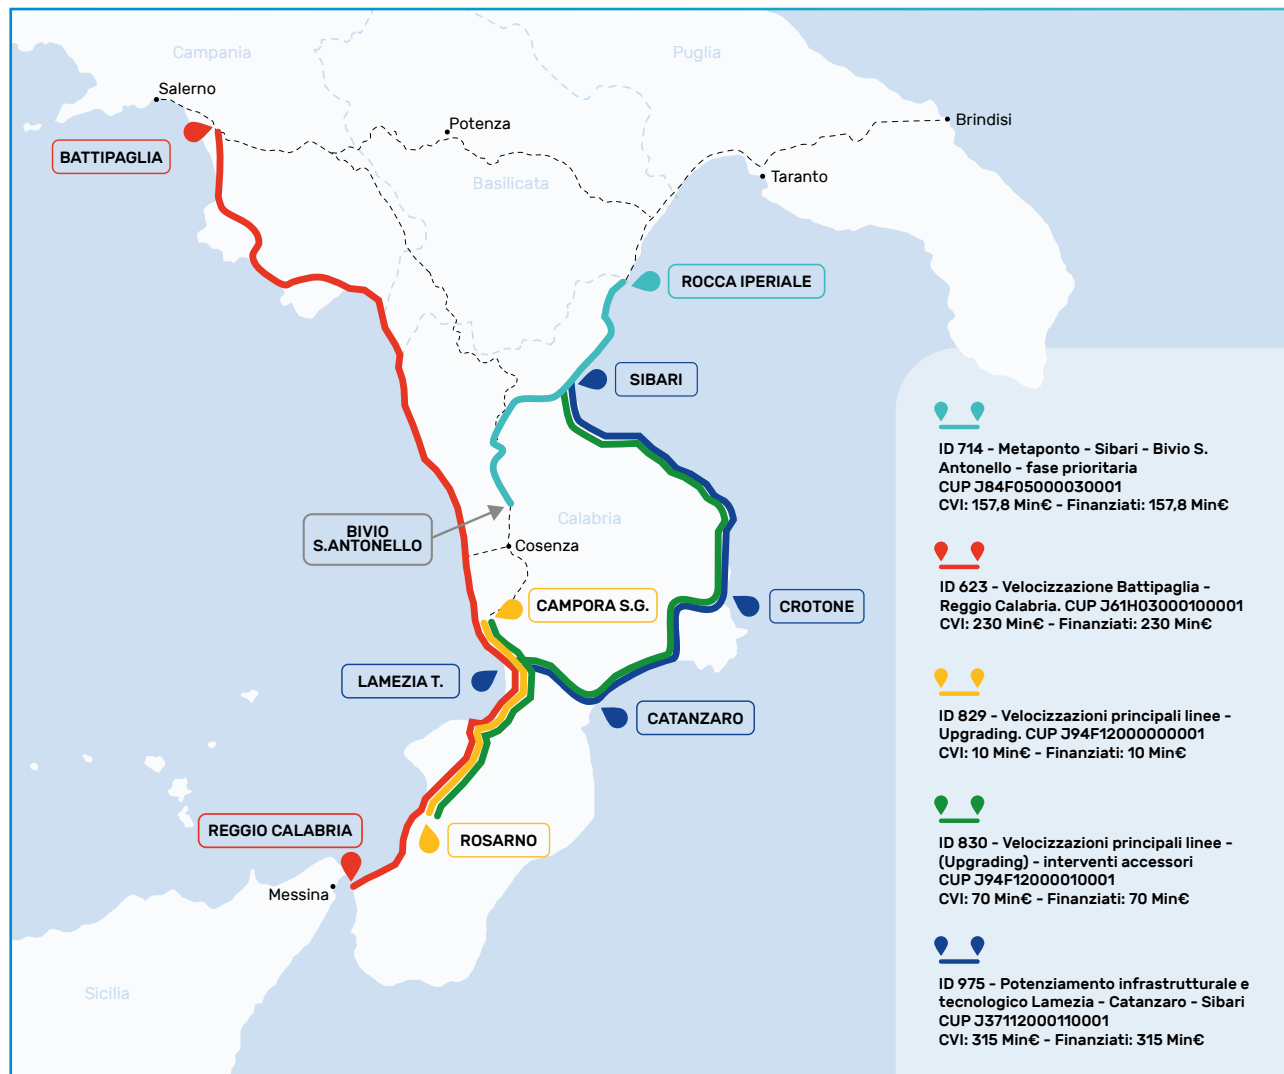 Campania
Puglia
Salerno
Brindisi
Potenza
BATTIPAGLIA
Taranto
Basilicata
ROCCA IPERIALE
SIBARI
BIVIO
S.ANTONELLO
Calabria
Cosenza
CAMPORA S.G.
CROTONE
LAMEZIA T.
CATANZARO
REGGIO CALABRIA
ROSARNO
Messina
Sicilia
ID 714 - Metaponto - Sibari - Bivio S.
Antonello - fase prioritaria
CUP J84F05000030001
CVI: 157,8 Min€ - Finanziati: 157,8 Min€
ID 623 - Velocizzazione Battipaglia -
Reggio Calabria. CUP J61H03000100001
CVI: 230 Min€ - Finanziati: 230 Min€
ID 829 - Velocizzazioni principali linee -
Upgrading. CUP J94F12000000001
CVI: 10 Min€ - Finanziati: 10 Min€
ID 830 - Velocizzazioni principali linee -
(Upgrading) - interventi accessori
CUP J94F12000010001
CVI: 70 Min€ - Finanziati: 70 Min€
ID 975 - Potenziamento infrastrutturale e
tecnologico Lamezia - Catanzaro - Sibari
CUP J37112000110001
CVI: 315 Min€ - Finanziati: 315 Min€